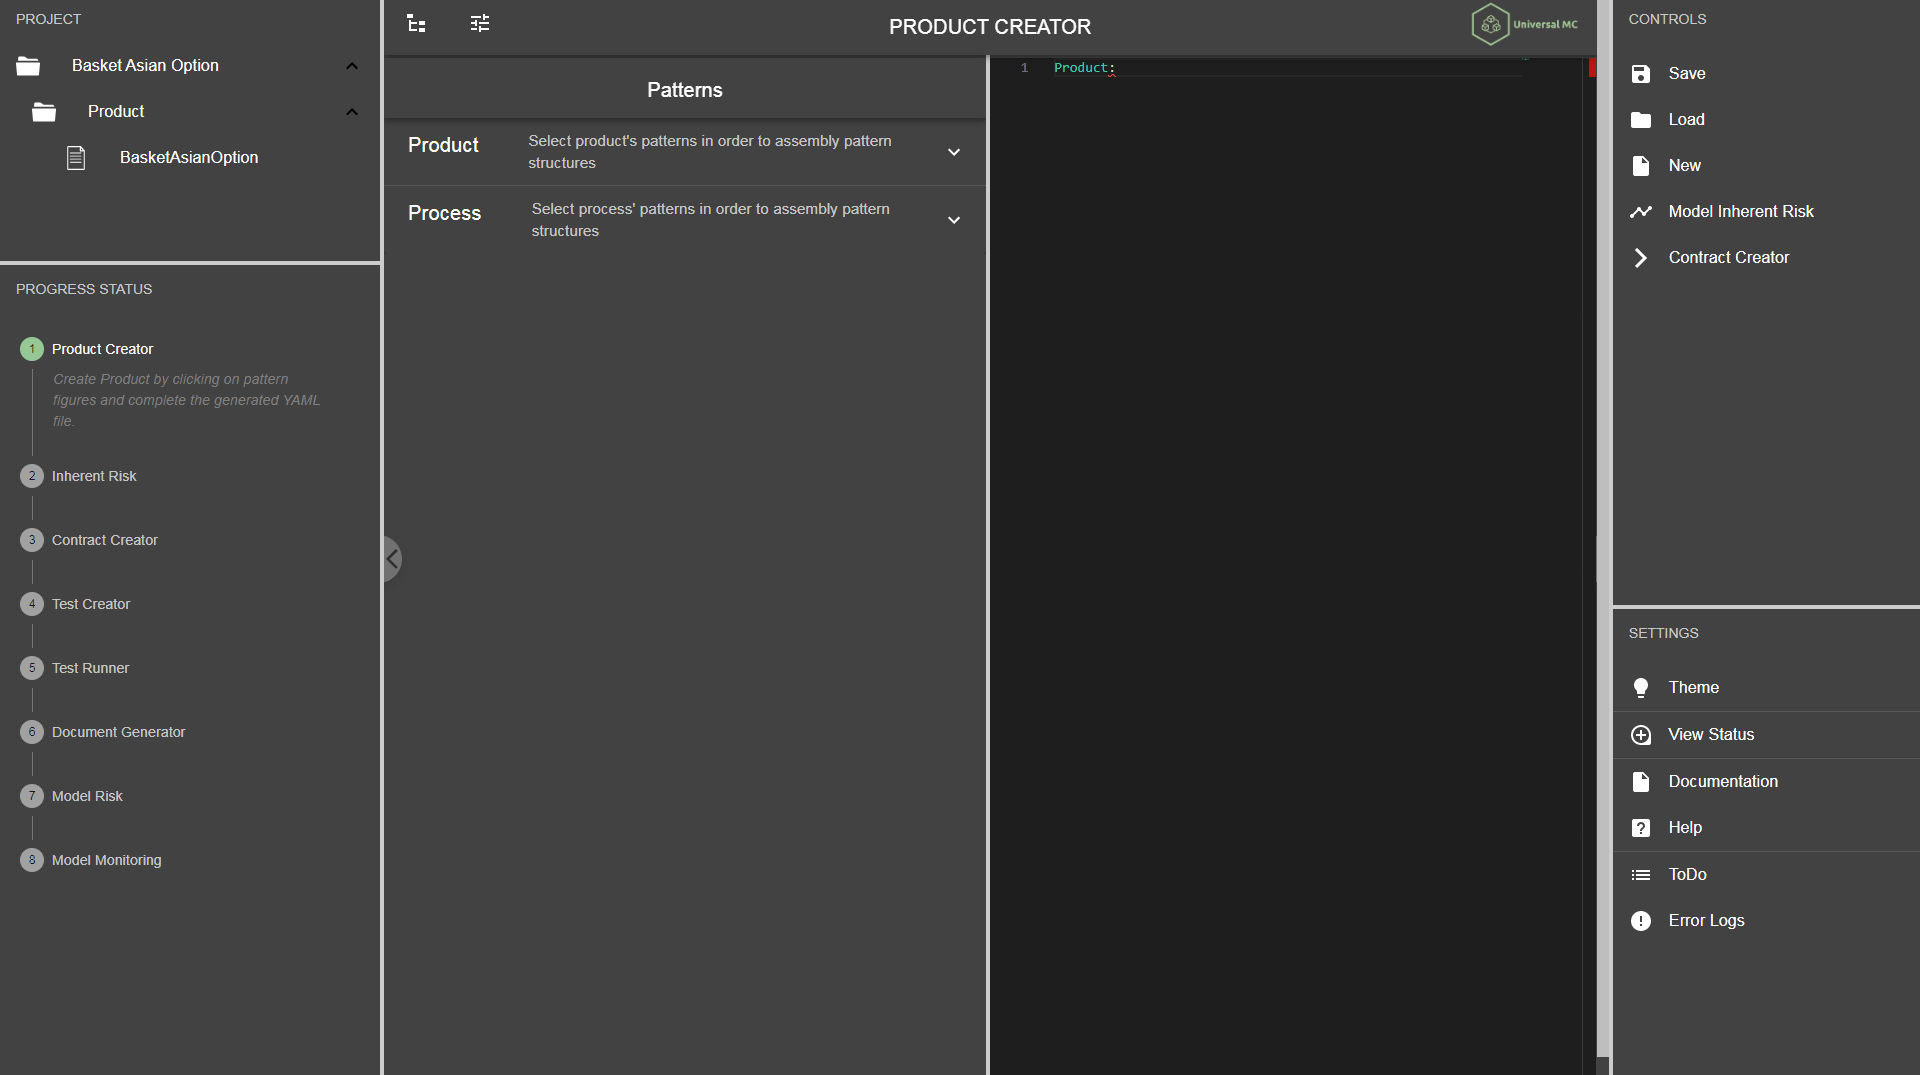 PROJECT
Basket Asian Option
Product
BasketAsianOption
PROGRESS STATUS
1 Product Creator
Create Product by clicking on pattern
figures and complete the generated YAML
file.
2 Inherent Risk
3 Contract Creator
4 Test Creator
5 Test Runner
6 Document Generator
7 Model Risk
8 Model Monitoring
PRODUCT CREATOR
Universal MC
Patterns
Product
Select product's patterns in order to assembly pattern
structures
Process
Select process' patterns in order to assembly pattern
structures
1 Product:
CONTROLS
Save
Load
New
Model Inherent Risk
Contract Creator
SETTINGS
Theme
View Status
Documentation
Help
ToDo
Error Logs